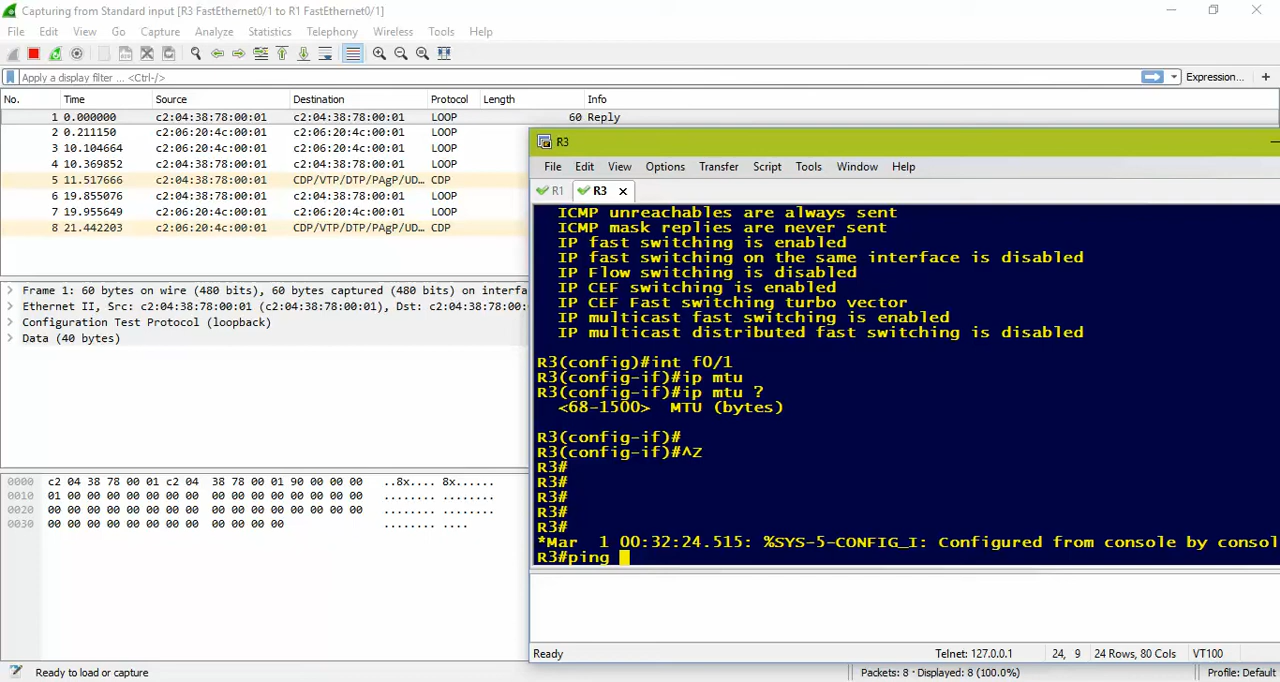 Capturing from Standard input [R3 FastEthernet0/1 to R1 FastEthernet0/1]
File Edit View Go Capture Analyze Statistics Telephony Wireless Tools Help
Apply a display filter ... <Ctrl-/>
Expression... +
No. Time Source Destination Protocol Length Info
1 0.000000 c2:04:38:78:00:01 c2:04:38:78:00:01 LOOP 60 Reply
2 0.211150 c2:06:20:4c:00:01 c2:06:20:4c:00:01 LOOP
3 10.104664 c2:04:38:78:00:01 c2:04:38:78:00:01 LOOP
4 10.369852 c2:06:20:4c:00:01 c2:06:20:4c:00:01 LOOP
5 11.517666 c2:04:38:78:00:01 CDP/VTP/DTP/PAgP/UD… CDP
6 19.855076 c2:04:38:78:00:01 c2:04:38:78:00:01 LOOP
7 19.955649 c2:06:20:4c:00:01 c2:06:20:4c:00:01 LOOP
8 21.442203 c2:06:20:4c:00:01 CDP/VTP/DTP/PAgP/UD… CDP
Frame 1: 60 bytes on wire (480 bits), 60 bytes captured (480 bits) on interfa
Ethernet II, Src: c2:04:38:78:00:01 (c2:04:38:78:00:01), Dst: c2:04:38:78:00:
Configuration Test Protocol (loopback)
Data (40 bytes)
0000 c2 04 38 78 00 01 c2 04 38 78 00 01 90 00 00 00 ..8x.... 8x......
0010 01 00 00 00 00 00 00 00 00 00 00 00 00 00 00 00 ........ ........
0020 00 00 00 00 00 00 00 00 00 00 00 00 00 00 00 00 ........ ........
0030 00 00 00 00 00 00 00 00 00 00 00 00 ........ ....
R3
File Edit View Options Transfer Script Tools Window Help
R1 R3
ICMP unreachables are always sent
ICMP mask replies are never sent
IP fast switching is enabled
IP fast switching on the same interface is disabled
IP Flow switching is disabled
IP CEF switching is enabled
IP CEF Fast switching turbo vector
IP multicast fast switching is enabled
IP multicast distributed fast switching is disabled
R3(config)#int f0/1
R3(config-if)#ip mtu
R3(config-if)#ip mtu ?
<68-1500> MTU (bytes)
R3(config-if)#
R3(config-if)#^Z
R3#
R3#
R3#
R3#
R3#
*Mar 1 00:32:24.515: %SYS-5-CONFIG_I: Configured from console by consol
R3#ping
Ready Telnet: 127.0.0.1 24, 9 24 Rows, 80 Cols VT100
Ready to load or capture Packets: 8 · Displayed: 8 (100.0%) Profile: Default